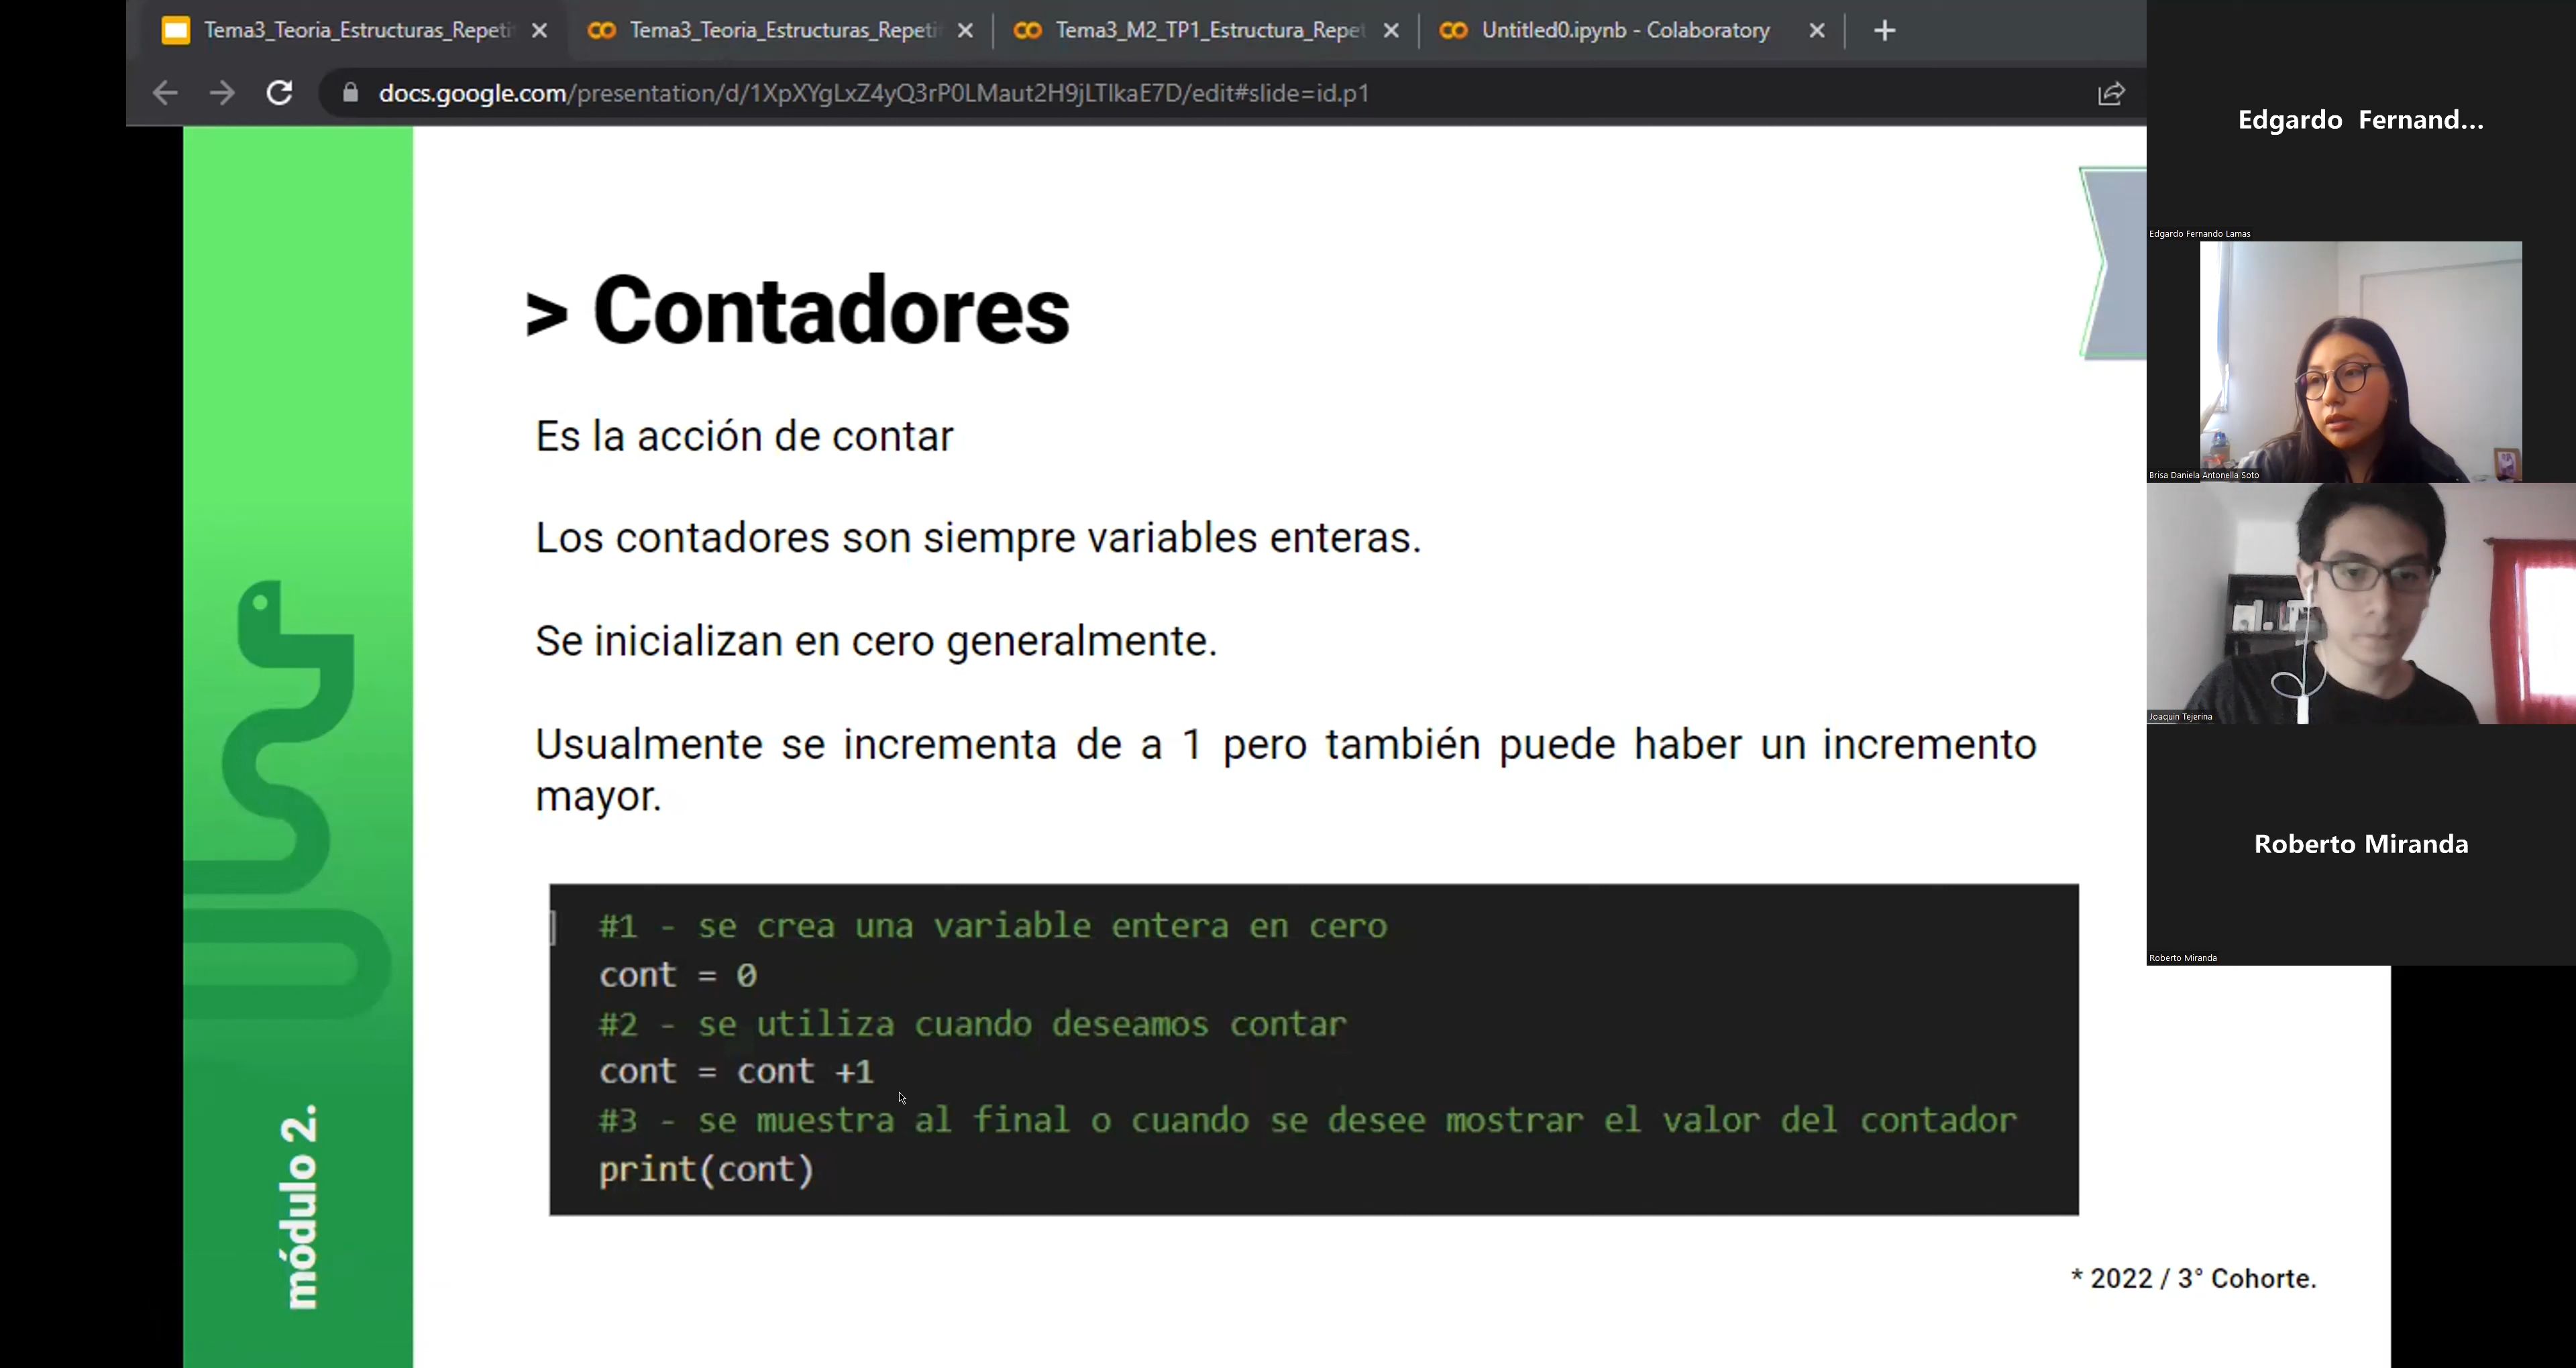 Tema3_Teoria_Estructuras_Repeti
Tema3_Teoria_Estructuras_Repeti
Tema3_M2_TP1_Estructura_Repet
Untitled0.ipynb - Colaboratory
docs.google.com/presentation/d/1XpXYgLxZ4yQ3rP0LMaut2H9jLTIkaE7D/edit#slide=id.p1
> Contadores
Es la acción de contar
Los contadores son siempre variables enteras.
Se inicializan en cero generalmente.
Usualmente se incrementa de a 1 pero también puede haber un incremento
mayor.
#1 - se crea una variable entera en cero
cont = 0
#2 - se utiliza cuando deseamos contar
cont = cont +1
#3 - se muestra al final o cuando se desee mostrar el valor del contador
print(cont)
módulo 2.
* 2022 / 3° Cohorte.
Edgardo Fernand...
Edgardo Fernando Lamas
Brisa Daniela Antonella Soto
Joaquin Tejerina
Roberto Miranda
Roberto Miranda